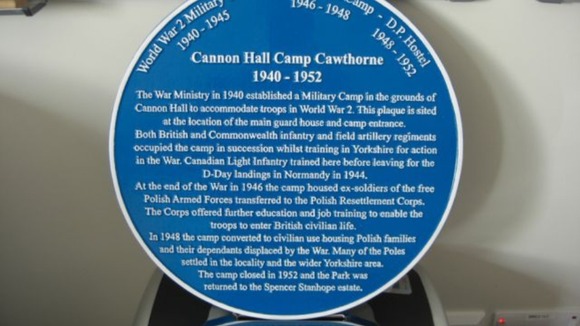 World War 2 Military
1940 - 1945
1946 - 1948
Camp - D.P. Hostel
1948 - 1952
Cannon Hall Camp Cawthorne
1940 - 1952
The War Ministry in 1940 established a Military Camp in the grounds of
Cannon Hall to accommodate troops in World War 2. This plaque is sited
at the location of the main guard house and camp entrance.
Both British and Commonwealth infantry and field artillery regiments
occupied the camp in succession whilst training in Yorkshire for action
in the War. Canadian Light Infantry trained here before leaving for the
D-Day landings in Normandy in 1944.
At the end of the War in 1946 the camp housed ex-soldiers of the free
Polish Armed Forces transferred to the Polish Resettlement Corps.
The Corps offered further education and job training to enable the
troops to enter British civilian life.
In 1948 the camp converted to civilian use housing Polish families
and their dependants displaced by the War. Many of the Poles
settled in the locality and the wider Yorkshire area.
The camp closed in 1952 and the Park was
returned to the Spencer Stanhope estate.